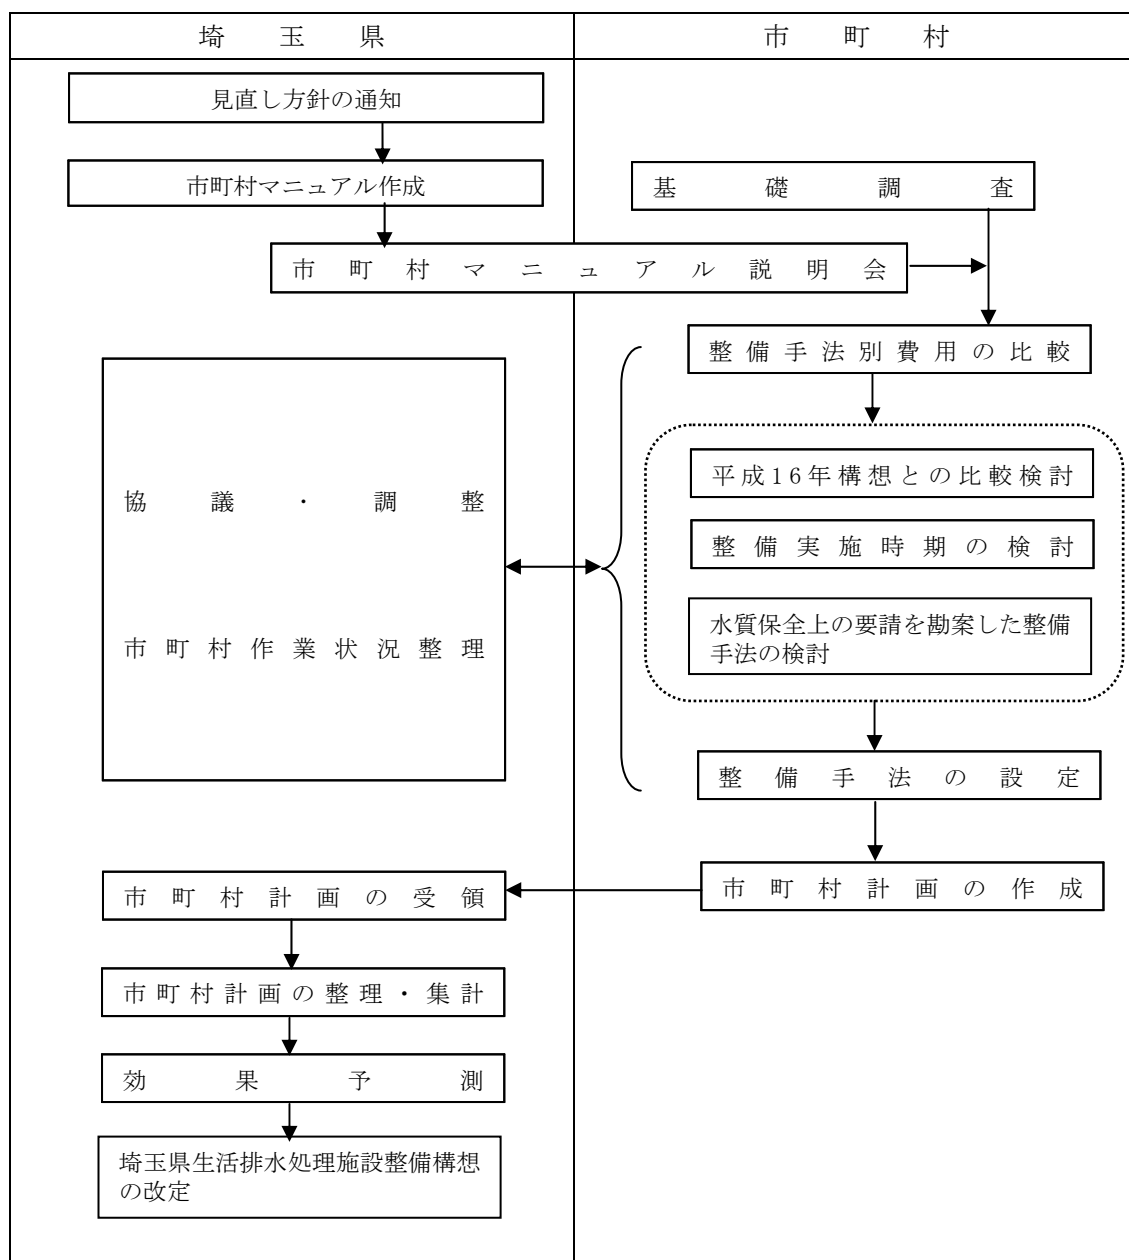 埼玉県
市町村
見直し方針の通知
市町村マニュアル作成
基礎調査
市町村マニュアル説明会
整備手法別費用の比較
平成16年構想との比較検討
整備実施時期の検討
水質保全上の要請を勘案した整備
手法の検討
協議・調整
市町村作業状況整理
整備手法の設定
市町村計画の作成
市町村計画の受領
市町村計画の整理・集計
効果予測
埼玉県生活排水処理施設整備構想
の改定